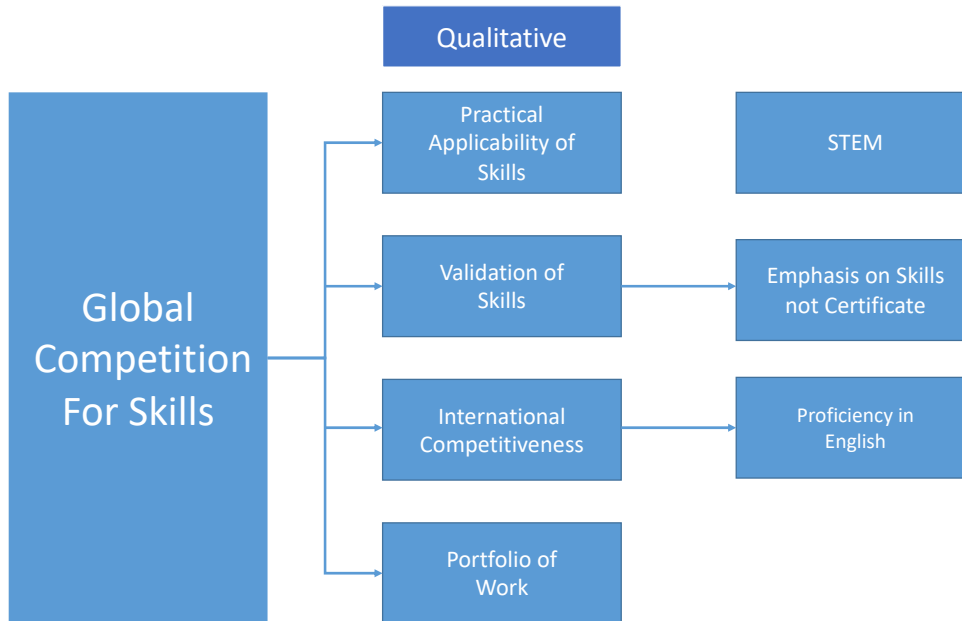 Qualitative
Global
Competition
For Skills
Practical
Applicability of
Skills
STEM
Validation of
Skills
Emphasis on Skills
not Certificate
International
Competitiveness
Proficiency in
English
Portfolio of
Work